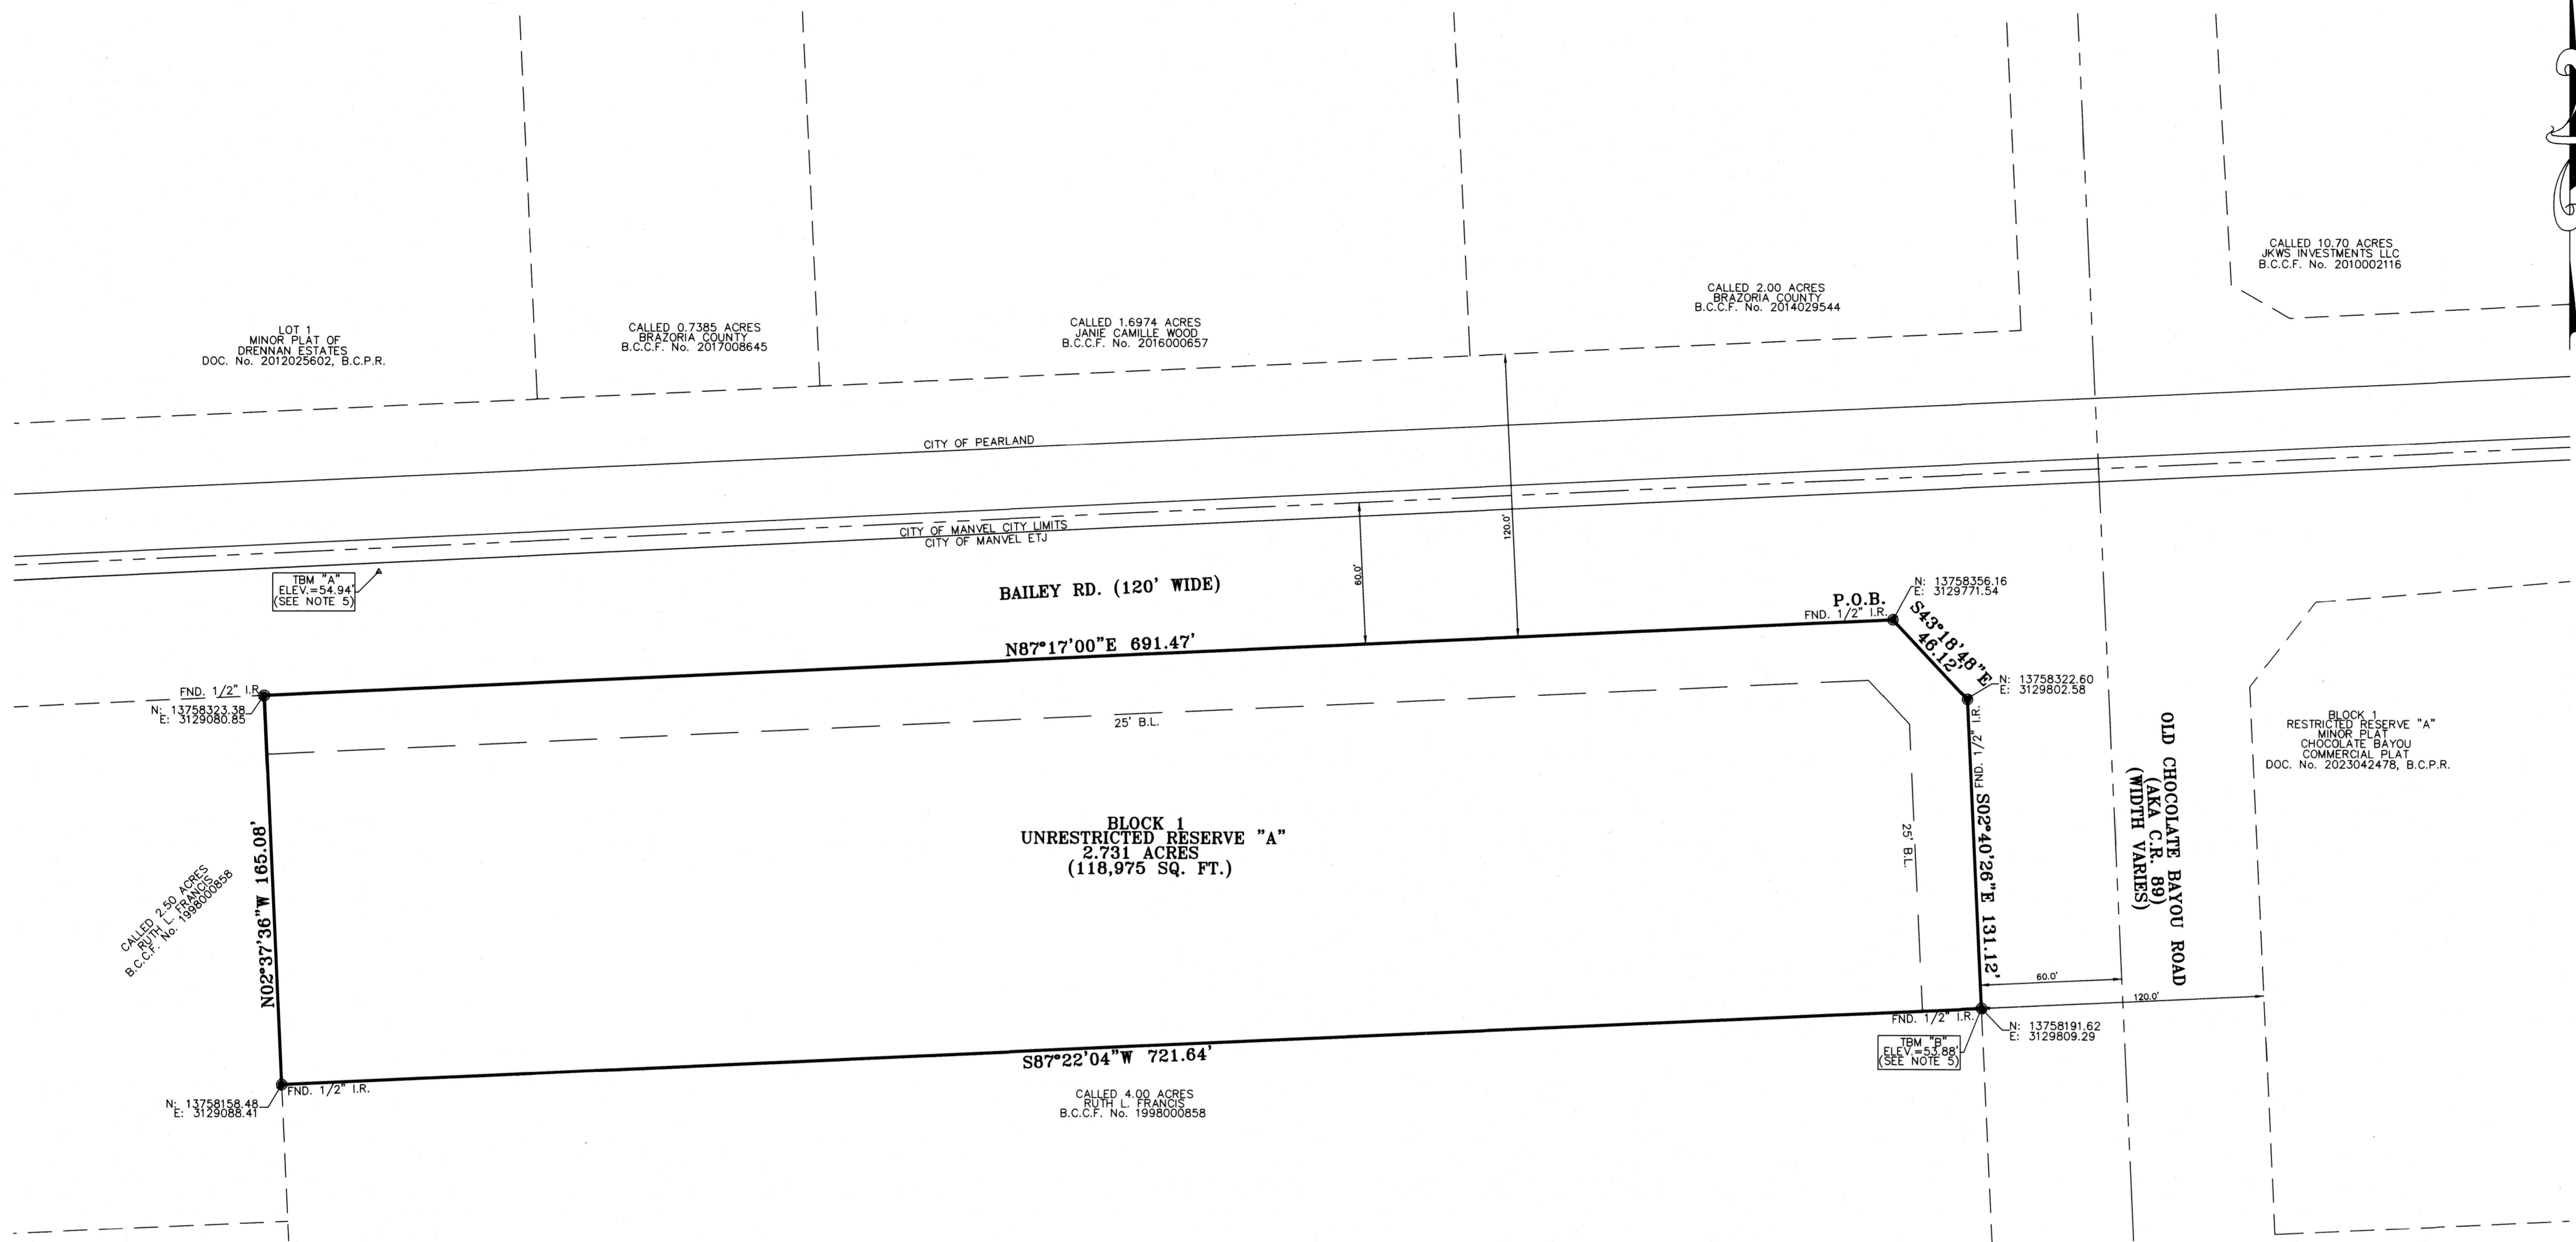 LOT 1
MINOR PLAT OF
DRENNAN ESTATES
DOC. No. 2012025602, B.C.P.R.
CALLED 0.7385 ACRES
BRAZORIA COUNTY
B.C.C.F. No. 2017008645
CALLED 1.6974 ACRES
JANIE CAMILLE WOOD
B.C.C.F. No. 2016000657
CALLED 2.00 ACRES
BRAZORIA COUNTY
B.C.C.F. No. 2014029544
CALLED 10.70 ACRES
JKWS INVESTMENTS LLC
B.C.C.F. No. 2010002116
CITY OF PEARLAND
CITY OF MANVEL CITY LIMITS
CITY OF MANVEL ETJ
120.0'
60.0'
TBM "A"
ELEV.=54.94'
(SEE NOTE 5)
BAILEY RD. (120' WIDE)
N87°17'00"E 691.47'
P.O.B.
FND. 1/2" I.R.
N: 13758356.16
E: 3129771.54
S43°18'48"E
46.12'
N: 13758322.60
E: 3129802.58
FND. 1/2" I.R.
FND. 1/2" I.R.
N: 13758323.38
E: 3129080.85
25' B.L.
25' B.L.
S02°40'26"E 131.12'
OLD CHOCOLATE BAYOU ROAD
(AKA C.R. 89)
(WIDTH VARIES)
BLOCK 1
RESTRICTED RESERVE "A"
MINOR PLAT
CHOCOLATE BAYOU
COMMERCIAL PLAT
DOC. No. 2023042478, B.C.P.R.
BLOCK 1
UNRESTRICTED RESERVE "A"
2.731 ACRES
(118,975 SQ. FT.)
CALLED 2.50 ACRES
RUTH L. FRANCIS
B.C.C.F. No. 1998000858
N02°37'36"W 165.08'
60.0'
120.0'
FND. 1/2" I.R.
N: 13758191.62
E: 3129809.29
TBM "B"
ELEV.=53.88'
(SEE NOTE 5)
S87°22'04"W 721.64'
FND. 1/2" I.R.
N: 13758158.48
E: 3129088.41
CALLED 4.00 ACRES
RUTH L. FRANCIS
B.C.C.F. No. 1998000858